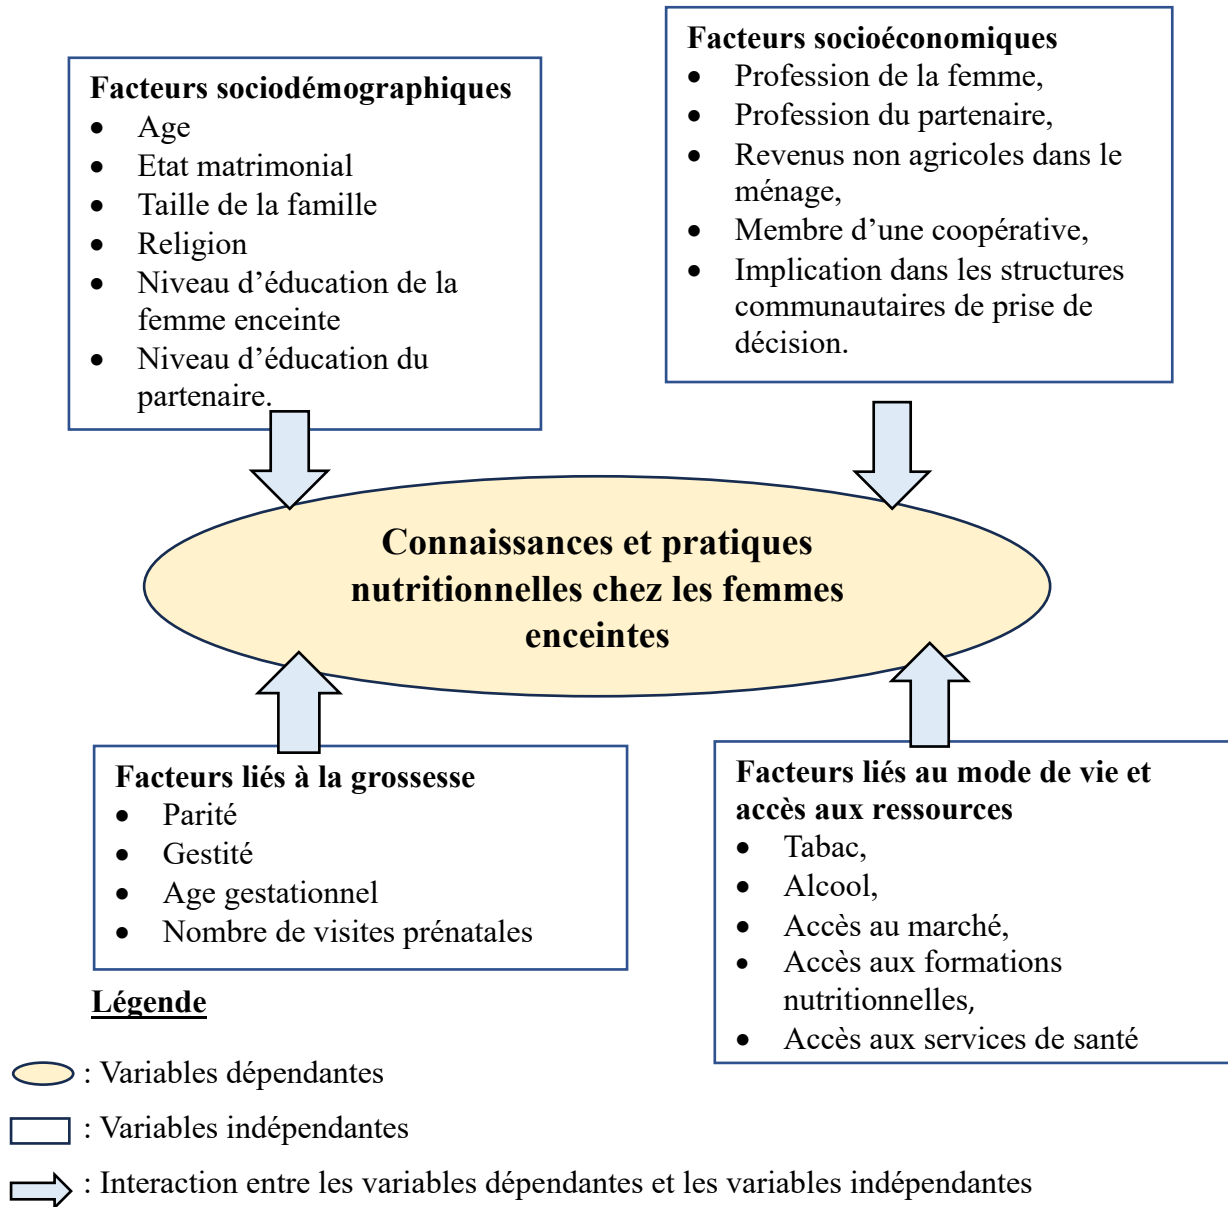 Facteurs sociodémographiques
• Age
• Etat matrimonial
• Taille de la famille
• Religion
• Niveau d’éducation de la
femme enceinte
• Niveau d’éducation du
partenaire.
Facteurs socioéconomiques
• Profession de la femme,
• Profession du partenaire,
• Revenus non agricoles dans le
ménage,
• Membre d’une coopérative,
• Implication dans les structures
communautaires de prise de
décision.
Connaissances et pratiques
nutritionnelles chez les femmes
enceintes
Facteurs liés à la grossesse
• Parité
• Gestité
• Age gestationnel
• Nombre de visites prénatales
Facteurs liés au mode de vie et
accès aux ressources
• Tabac,
• Alcool,
• Accès au marché,
• Accès aux formations
nutritionnelles,
• Accès aux services de santé
Légende
: Variables dépendantes
: Variables indépendantes
: Interaction entre les variables dépendantes et les variables indépendantes